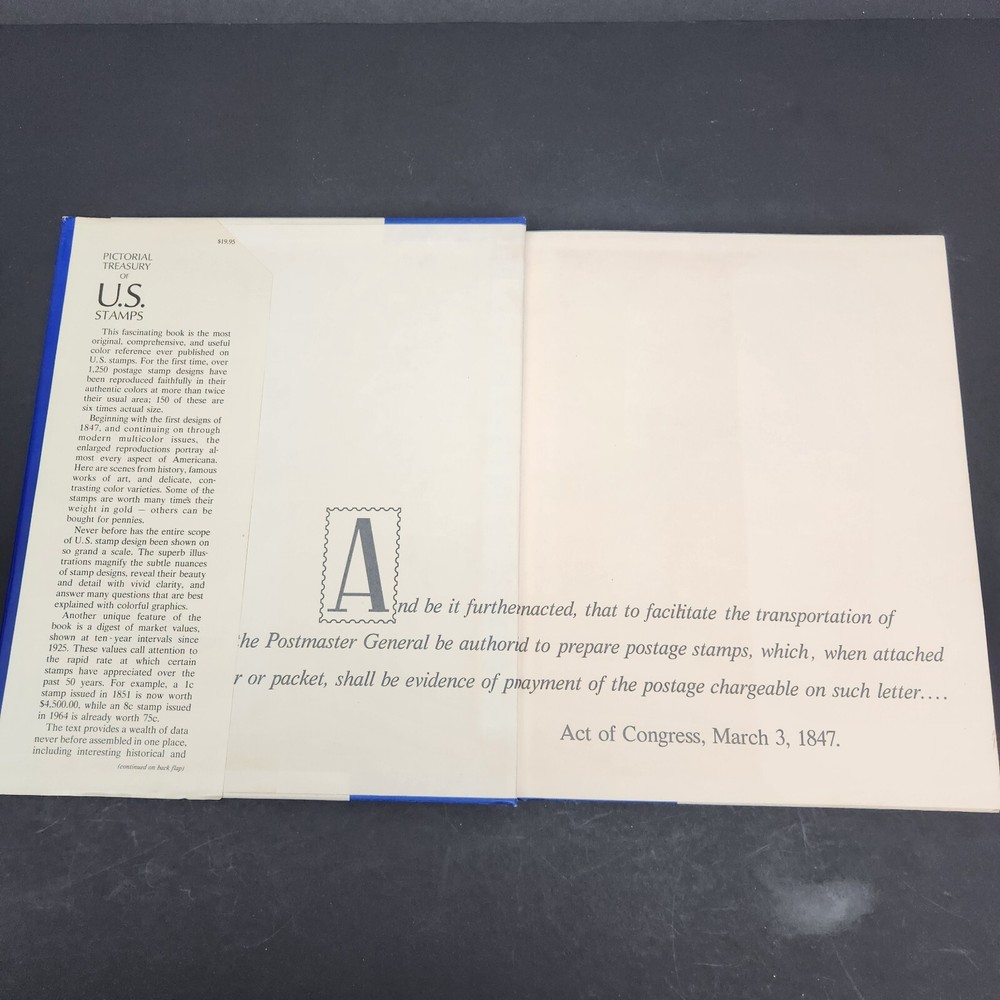 $19.95
PICTORIAL
TREASURY
OF
U.S.
STAMPS
This fascinating book is the most
original, comprehensive, and useful
color reference ever published on
U.S. stamps. For the first time, over
1,250 postage stamp designs have
been reproduced faithfully in their
authentic colors at more than twice
their usual area; 150 of these are
six times actual size.
Beginning with the first designs of
1847, and continuing on through
modern multicolor issues, the
enlarged reproductions portray al-
most every aspect of Americana.
Here are scenes from history, famous
works of art, and delicate, con-
trasting color varieties. Some of the
stamps are worth many times their
weight in gold — others can be
bought for pennies.
Never before has the entire scope
of U.S. stamp design been shown on
so grand a scale. The superb illus-
trations magnify the subtle nuances
of stamp designs, reveal their beauty
and detail with vivid clarity, and
answer many questions that are best
explained with colorful graphics.
Another unique feature of the
book is a digest of market values,
shown at ten-year intervals since
1925. These values call attention to
the rapid rate at which certain
stamps have appreciated over the
past 50 years. For example, a 1c
stamp issued in 1851 is now worth
$4,500.00, while an 8c stamp issued
in 1964 is already worth 75c.
The text provides a wealth of data
never before assembled in one place,
including interesting historical and
(continued on back flap)
And be it further nacted, that to facilitate the transportation of
the Postmaster General be author d to prepare postage stamps, which, when attached
r or packet, shall be evidence of p ayment of the postage chargeable on such letter....
Act of Congress, March 3, 1847.